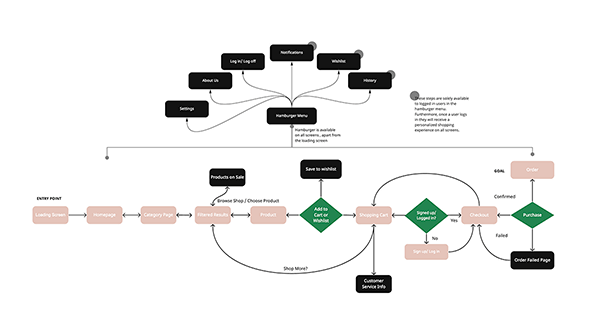 Notifications
Log in/ Log off
Wishlist
About Us
History
Settings
Hamburger Menu
These steps are solely available
to logged in users in the
hamburger menu.
Furthermore, once a user logs
in they will receive a
personalized shopping
experience on all screens.
Hamburger is available
on all screens , apart from
the loading screen
Products on Sale
Save to wishlist
GOAL
Order
ENTRY POINT
Browse Shop / Choose Product
Confirmed
Loading Screen
Homepage
Category Page
Filtered Results
Product
Add to
Cart or
Wishlist
Shopping Cart
Signed up/
Logged in?
Yes
Checkout
Purchase
No
Failed
Sign up/ Log in
Order Failed Page
Shop More?
Customer
Service Info